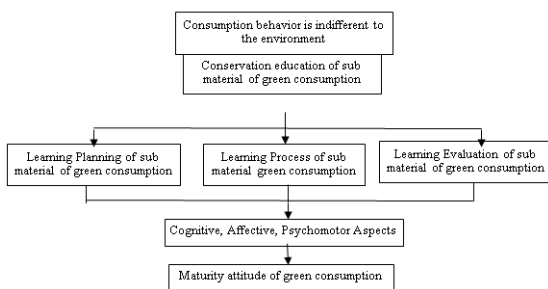 Consumption behavior is indifferent to
the environment
Conservation education of sub
material of green consumption
Learning Planning of sub
material of green consumption
Learning Process of sub
material green consumption
Learning Evaluation of sub
material of green consumption
Cognitive, Affective, Psychomotor Aspects
Maturity attitude of green consumption